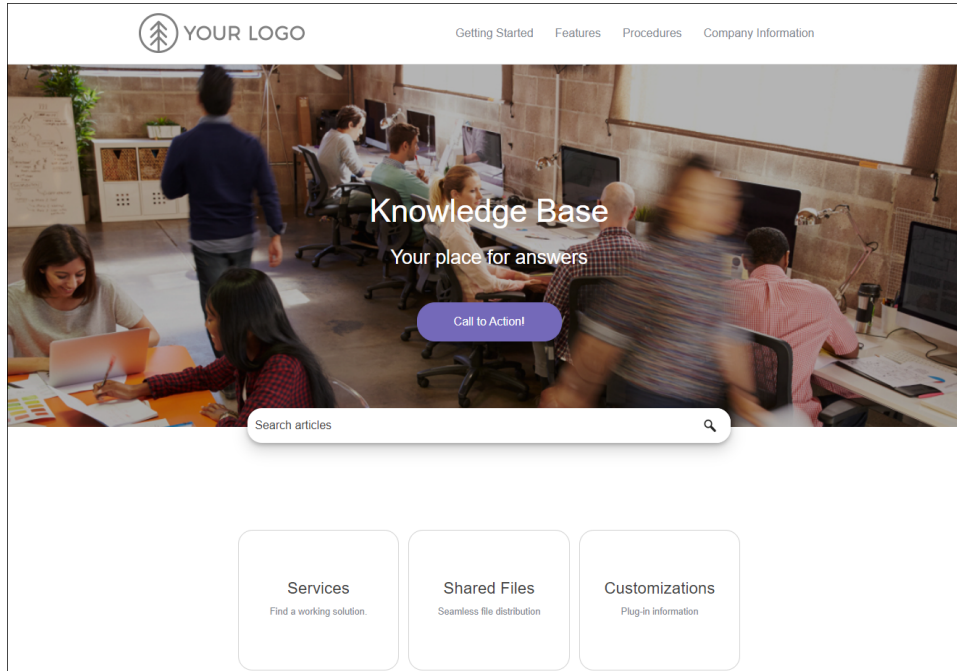 YOUR LOGO
Getting Started Features Procedures Company Information
Knowledge Base
Your place for answers
Call to Action!
Search articles
Services
Find a working solution.
Shared Files
Seamless file distribution
Customizations
Plug-in information